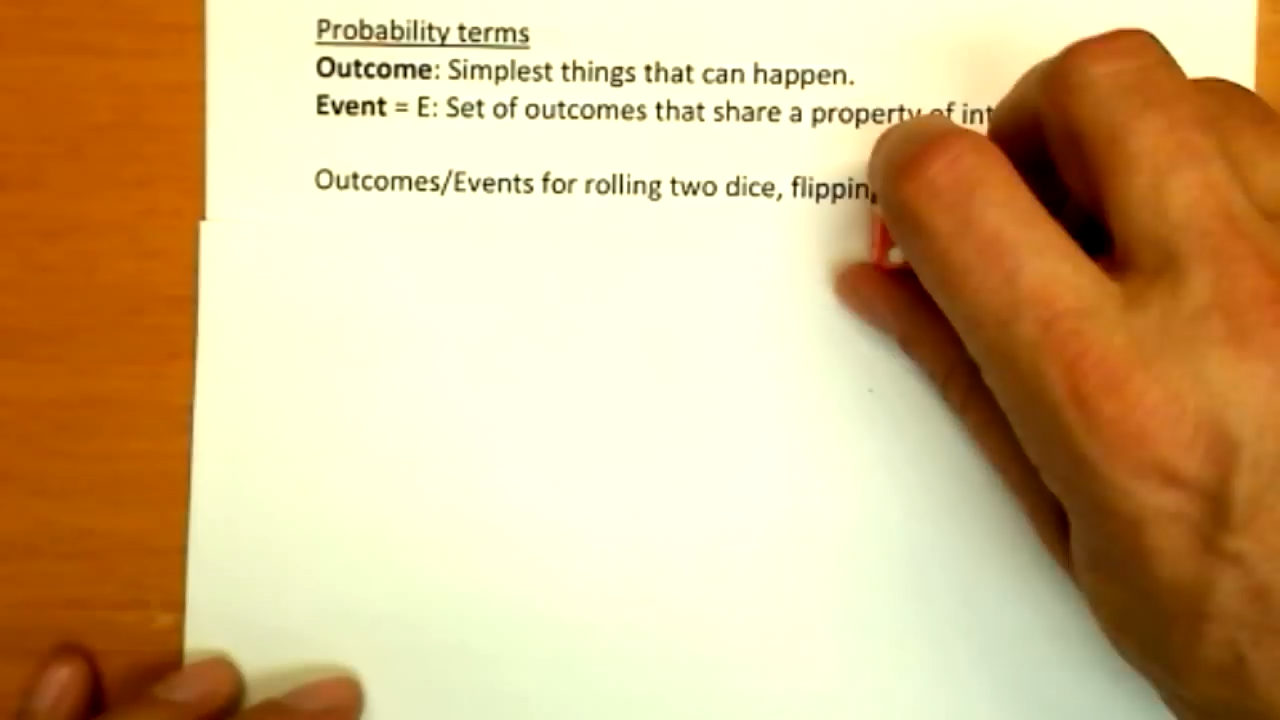 Probability terms
Outcome: Simplest things that can happen.
Event = E: Set of outcomes that share a property of
Outcomes/Events for rolling two dice,